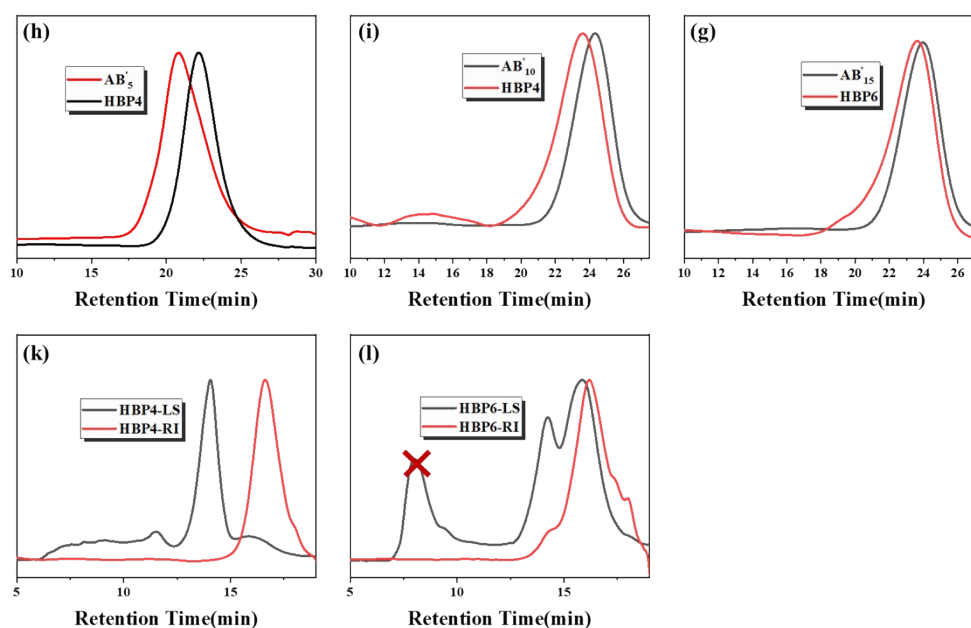 (h)
AB'5
HBP4
10 15 20 25 30
Retention Time(min)
(i)
AB'10
HBP4
10 12 14 16 18 20 22 24 26
Retention Time(min)
(g)
AB'15
HBP6
10 12 14 16 18 20 22 24 26
Retention Time(min)
(k)
HBP4-LS
HBP4-RI
5 10 15
Retention Time(min)
(l)
HBP6-LS
HBP6-RI
5 10 15
Retention Time(min)